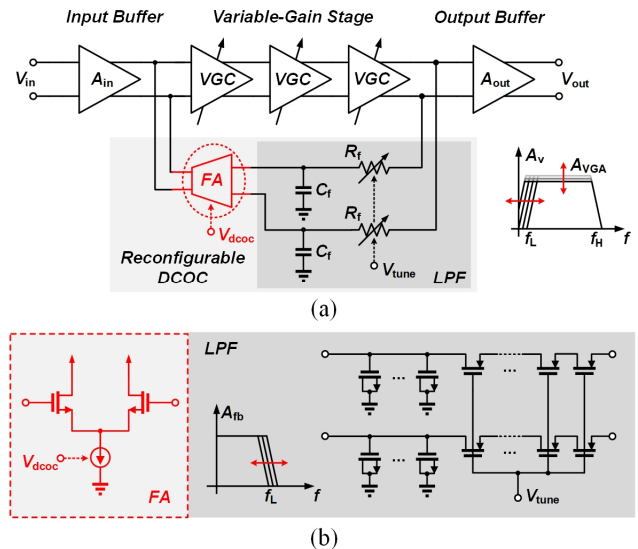 Input Buffer Variable-Gain Stage Output Buffer
Vin Ain VGC VGC VGC Aout Vout
Rf
FA
Cf
Rf
Vdcoc
Cf
Vtune
Reconfigurable
DCOC
LPF
Av
AVGA
fL fH f
(a)
LPF
Afb
Vdcoc
fL f
FA
Vtune
(b)